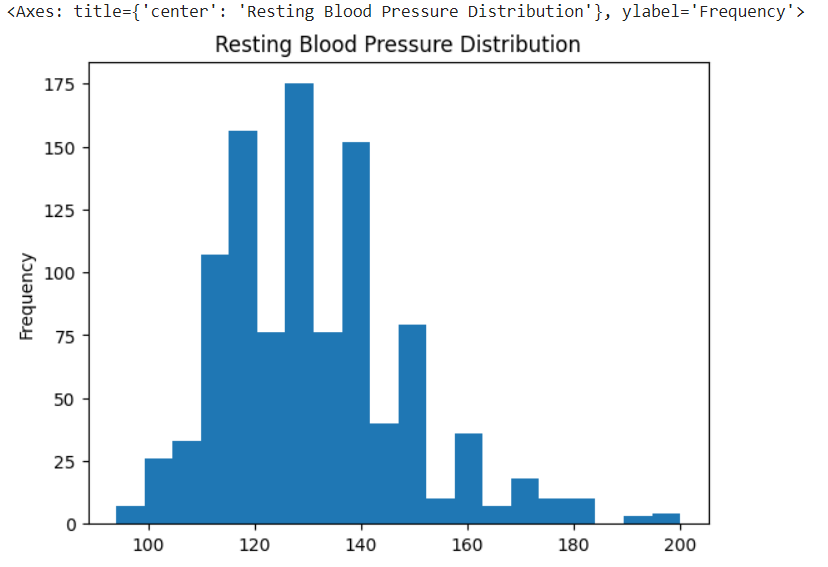 <Axes: title={'center': 'Resting Blood Pressure Distribution'}, ylabel='Frequency'>
Resting Blood Pressure Distribution
175
150
125
100
75
50
25
0
Frequency
100 120 140 160 180 200